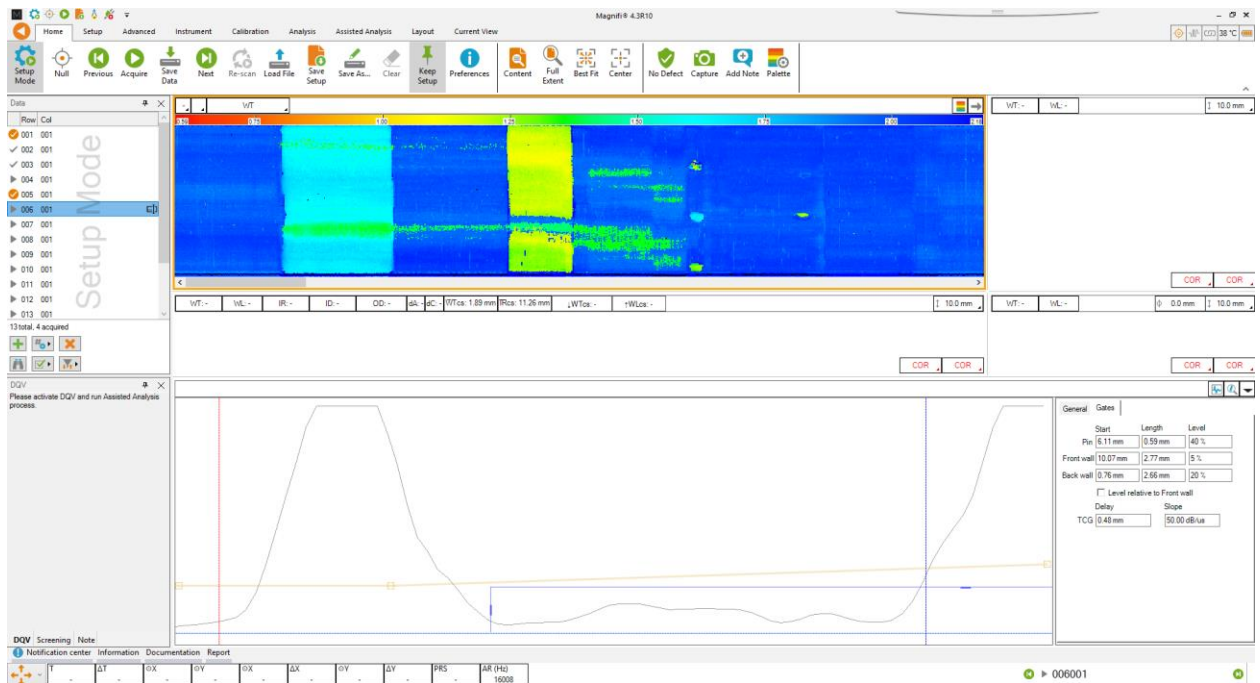 Magnifi® 4.3R10
Home Setup Advanced Instrument Calibration Analysis Assisted Analysis Layout Current View
38 °C
Setup Mode Null Previous Acquire Save Data Next Re-scan Load File Save Setup Save As... Clear Keep Setup Preferences Content Full Extent Best Fit Center No Defect Capture Add Note Palette
Data
Row Col
001 001
002 001
003 001
004 001
005 001
006 001
007 001
008 001
009 001
010 001
011 001
012 001
013 001
Setup Mode
13 total, 4 acquired
- WT
0.75 1.00 1.25 1.50 1.75 2.00
WT: - WL: - 10.0 mm
COR COR
WT: - WL: - IR: - ID: - OD: - dA: - dC: - WTcs: 1.89 mm TRcs: 11.26 mm ↓WTcs: - ↑WLcs: - 10.0 mm
COR COR
WT: - WL: - 0.0 mm 10.0 mm
COR COR
DQV
Please activate DQV and run Assisted Analysis
process.
DQV Screening Note
General Gates
Start Length Level
Pin 6.11 mm 0.59 mm 40 %
Front wall 10.07 mm 2.77 mm 5 %
Back wall 0.76 mm 2.66 mm 20 %
Level relative to Front wall
Delay Slope
TCG 0.48 mm 50.00 dB/us
Notification center Information Documentation Report
T ΔT ΔX ΔY PRS AR (Hz)
- - - - - - - - - 16008
006001